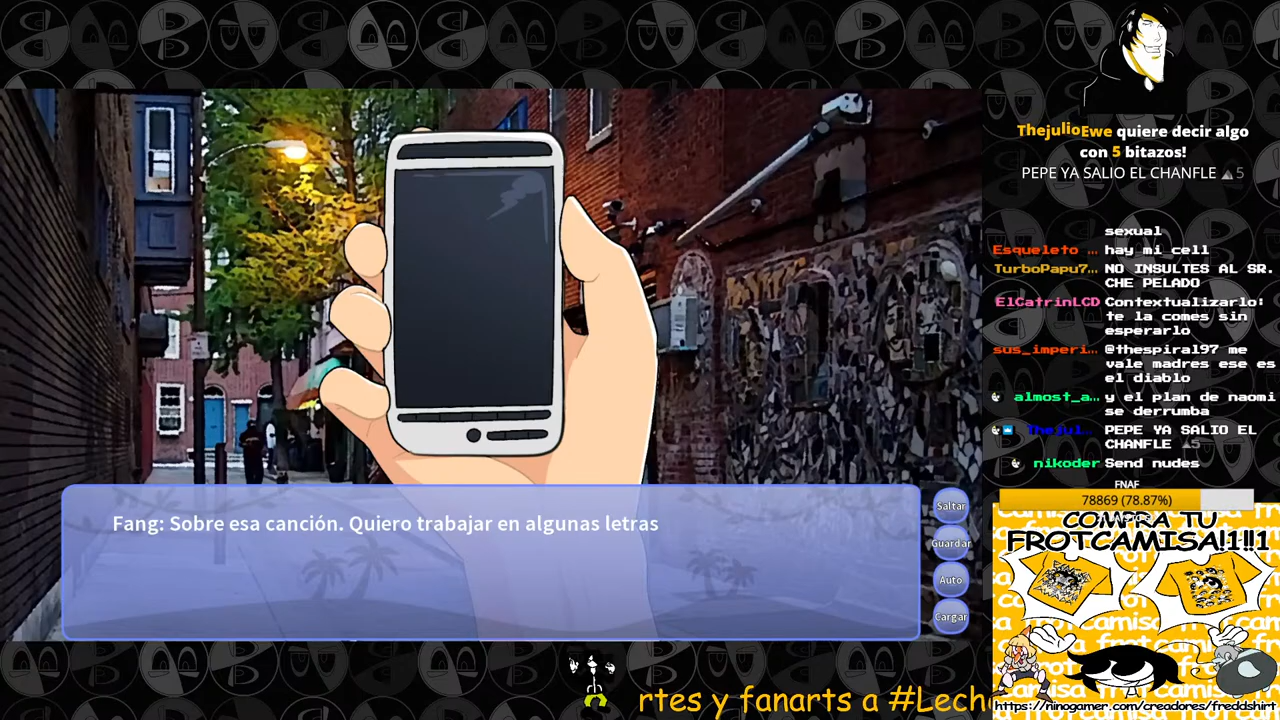 ThejulioEwe quiere decir algo
con 5 bitazos!
PEPE YA SALIO EL CHANFLE 5
sexual
Esqueleto ... hay mi cell
TurboPapu7... NO INSULTES AL SR.
CHE PELADO
ElCatrinLCD Contextualizarlo:
te la comes sin
esperarlo
sus_imperi... @thespiral97 me
vale madres ese es
el diablo
almost_a... y el plan de naomi
se derrumba
Thejul... PEPE YA SALIO EL
CHANFLE 5
nikoder Send nudes
FNAF
78869 (78.87%)
Fang: Sobre esa canción. Quiero trabajar en algunas letras
Saltar
Guardar
Auto
Cargar
COMPRA TU
FROTCAMISA!1!!1
https://ninogamer.com/creadores/freddshirt
rtes y fanarts a #Leche